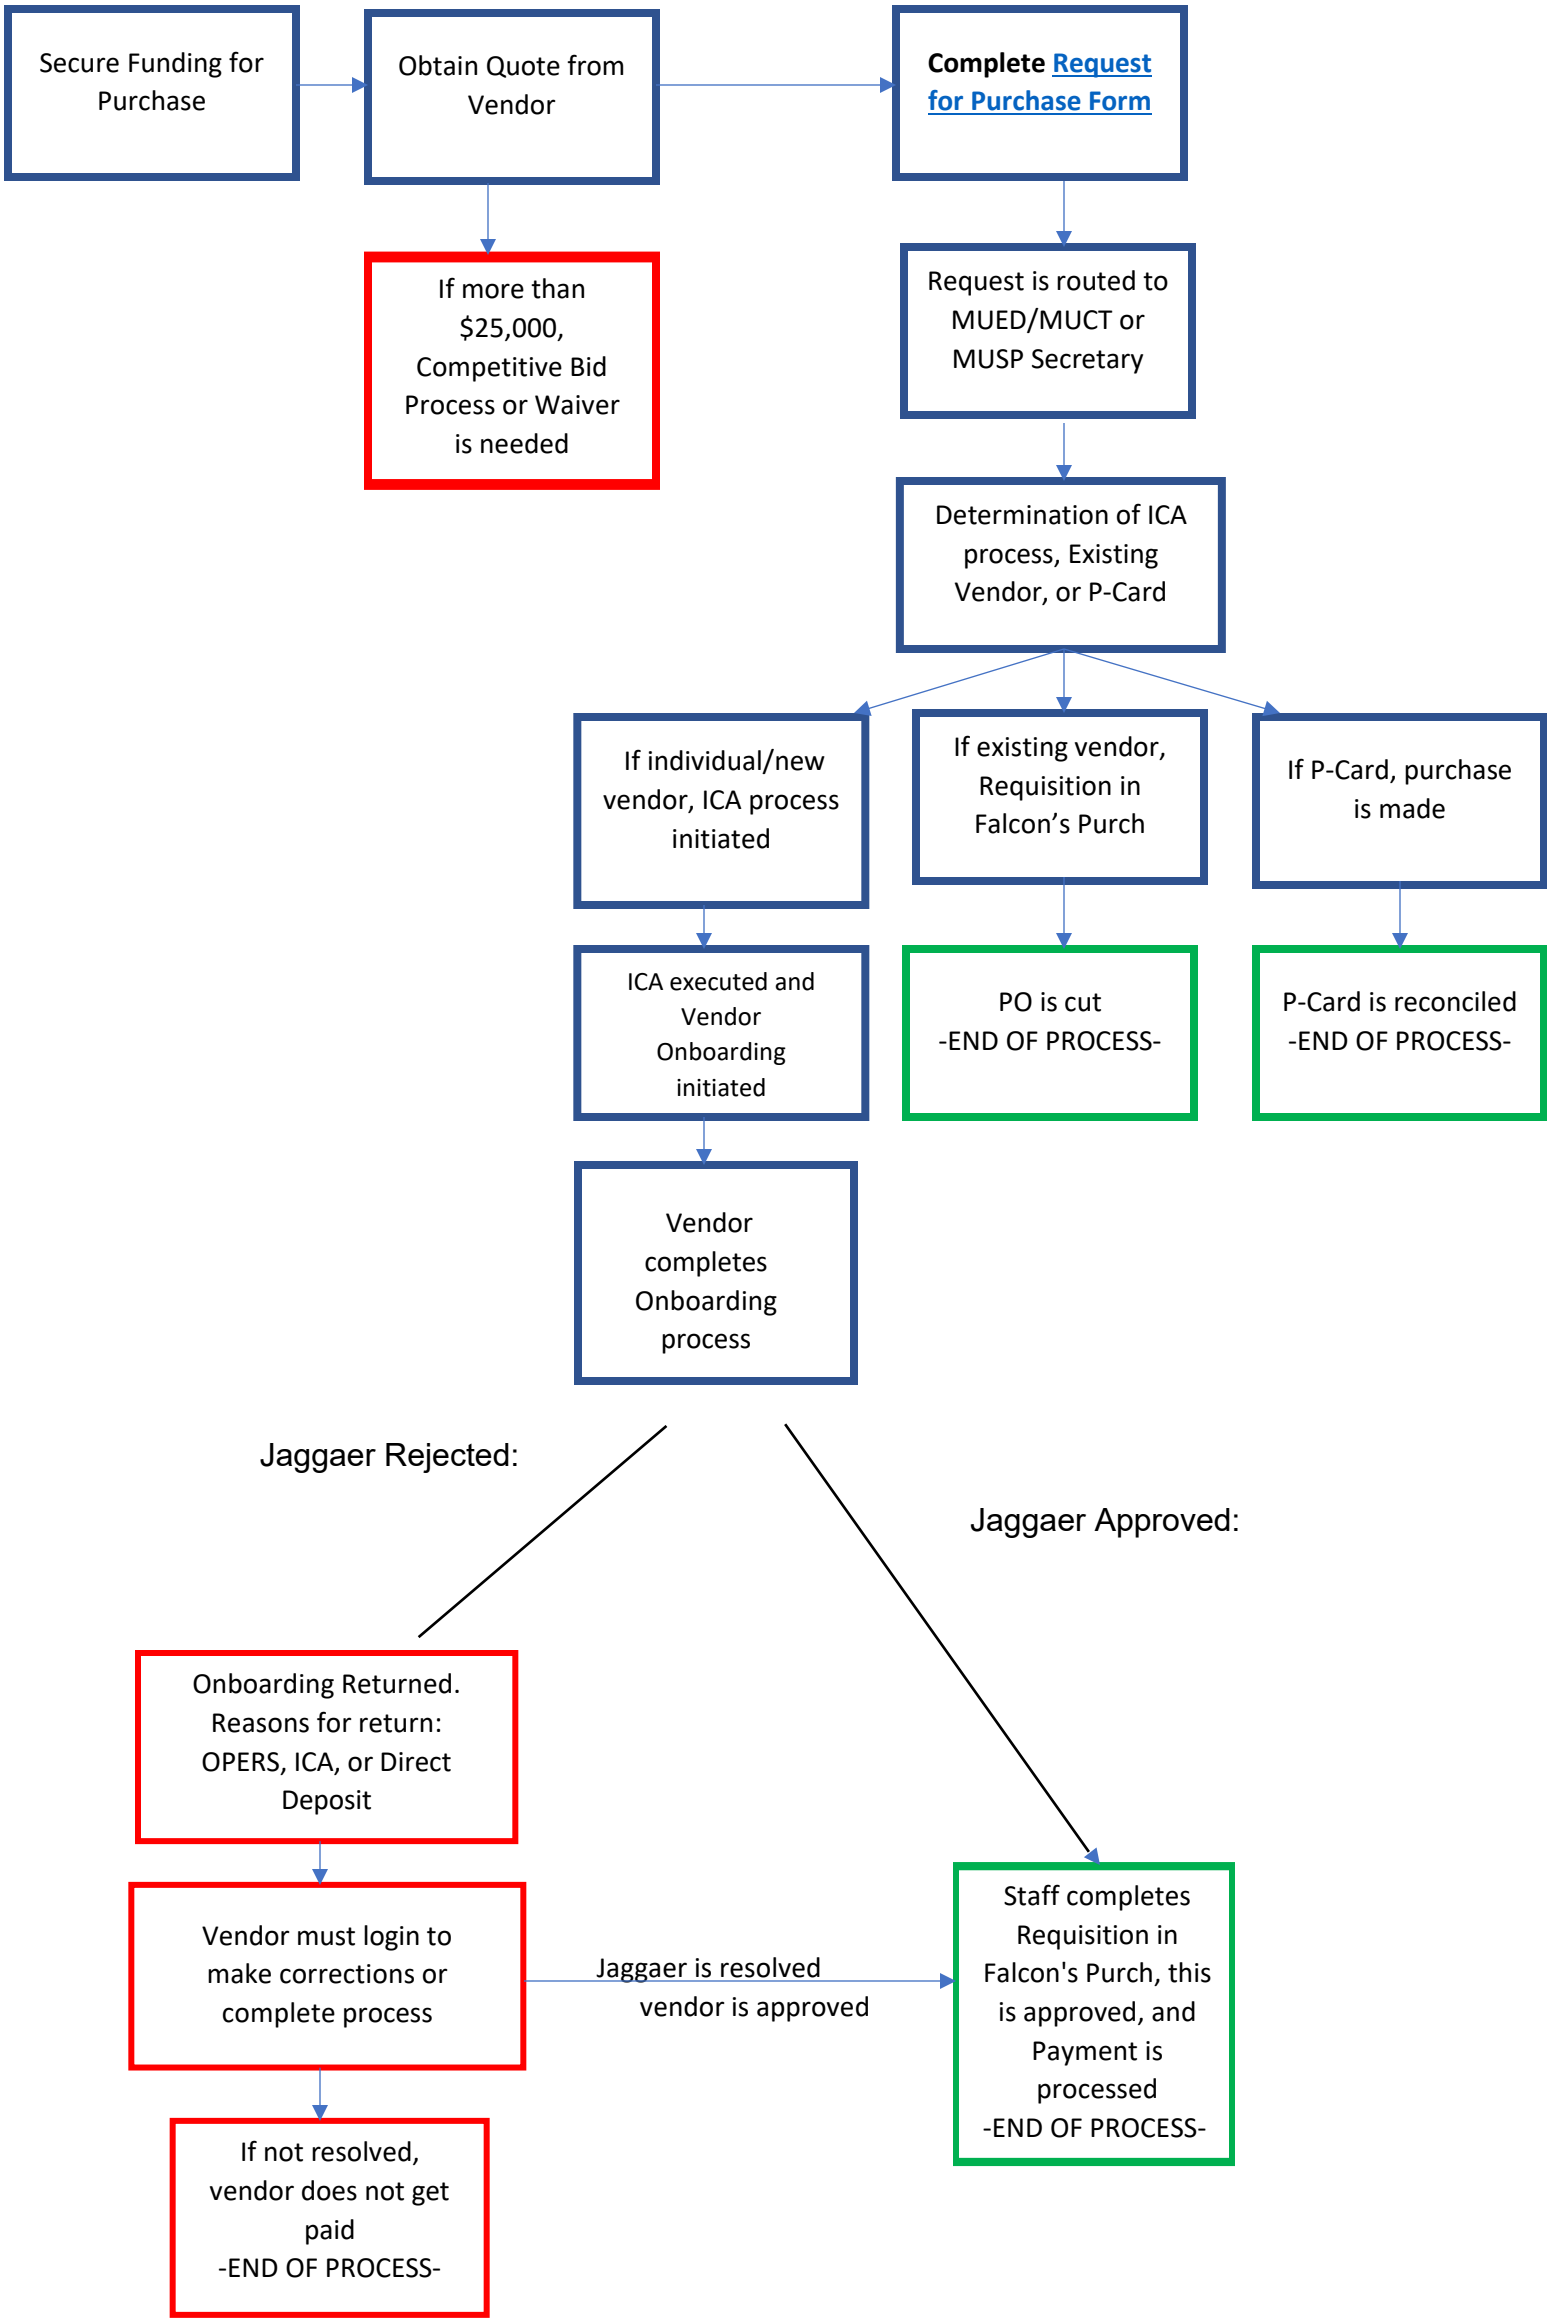 Secure Funding for
Purchase
Obtain Quote from
Vendor
Complete Request
for Purchase Form
If more than
$25,000,
Competitive Bid
Process or Waiver
is needed
Request is routed to
MUED/MUCT or
MUSP Secretary
Determination of ICA
process, Existing
Vendor, or P-Card
If individual/new
vendor, ICA process
initiated
If existing vendor,
Requisition in
Falcon’s Purch
If P-Card, purchase
is made
ICA executed and
Vendor
Onboarding
initiated
PO is cut
-END OF PROCESS-
P-Card is reconciled
-END OF PROCESS-
Vendor
completes
Onboarding
process
Jaggaer Rejected:
Jaggaer Approved:
Onboarding Returned.
Reasons for return:
OPERS, ICA, or Direct
Deposit
Vendor must login to
make corrections or
complete process
Jaggaer is resolved
vendor is approved
Staff completes
Requisition in
Falcon's Purch, this
is approved, and
Payment is
processed
-END OF PROCESS-
If not resolved,
vendor does not get
paid
-END OF PROCESS-